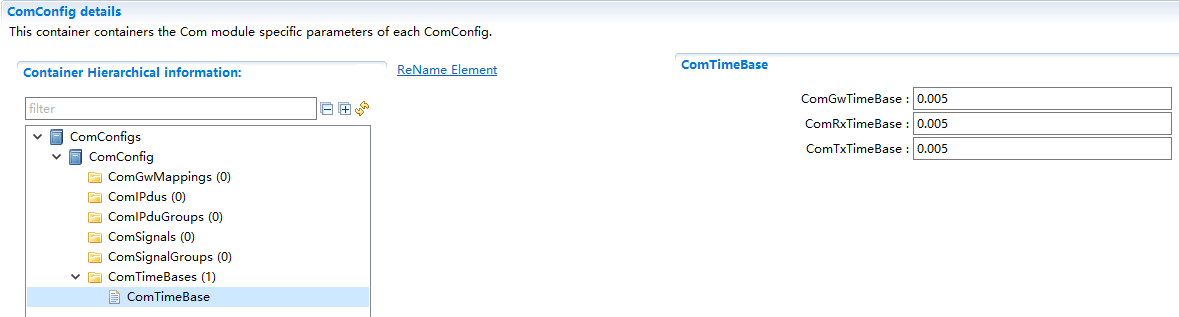 ComConfig details
This container containers the Com module specific parameters of each ComConfig.
Container Hierarchical information:
ReName Element
filter
ComConfigs
ComConfig
ComGwMappings (0)
ComIPdus (0)
ComIPduGroups (0)
ComSignals (0)
ComSignalGroups (0)
ComTimeBases (1)
ComTimeBase
ComTimeBase
ComGwTimeBase : 0.005
ComRxTimeBase : 0.005
ComTxTimeBase : 0.005